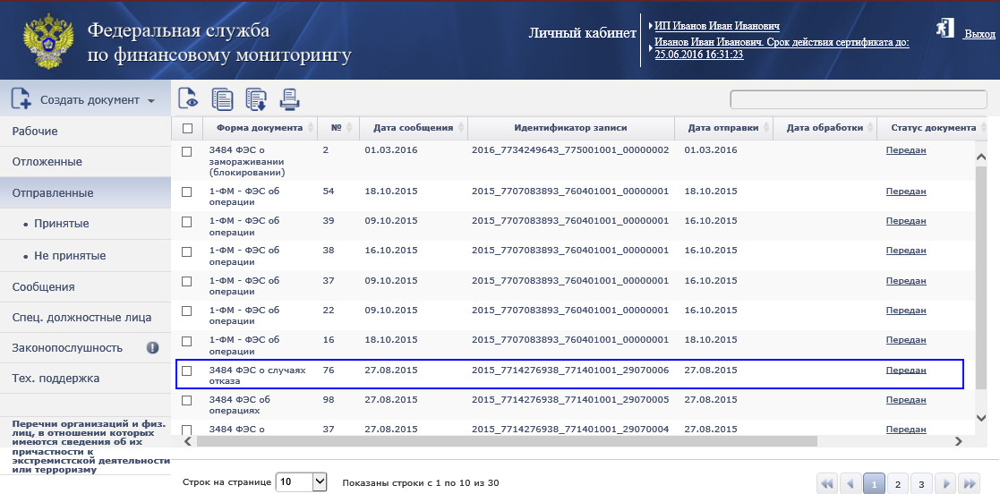 Федеральная служба
по финансовому мониторингу
Личный кабинет
ИП Иванов Иван Иванович
Иванов Иван Иванович. Срок действия сертификата до:
25.06.2016 16:31:23
Выход
Создать документ
Рабочие
Отложенные
Отправленные
Принятые
Не принятые
Сообщения
Спец. должностные лица
Законопослушность
Тех. поддержка
Перечни организаций и физ.
лиц, в отношении которых
имеются сведения об их
причастности к
экстремистской деятельности
или терроризму
Форма документа № Дата сообщения Идентификатор записи Дата отправки Дата обработки Статус документа
3484 ФЭС о 2 01.03.2016 2016_7734249643_775001001_00000002 01.03.2016 Передан
замораживании
(блокировании)
1-ФМ - ФЭС об 54 18.10.2015 2015_7707083893_760401001_00000001 18.10.2015 Передан
операции
1-ФМ - ФЭС об 39 09.10.2015 2015_7707083893_760401001_00000001 16.10.2015 Передан
операции
1-ФМ - ФЭС об 38 16.10.2015 2015_7707083893_760401001_00000001 16.10.2015 Передан
операции
1-ФМ - ФЭС об 37 09.10.2015 2015_7707083893_760401001_00000001 16.10.2015 Передан
операции
1-ФМ - ФЭС об 22 09.10.2015 2015_7707083893_760401001_00000001 16.10.2015 Передан
операции
1-ФМ - ФЭС об 16 18.10.2015 2015_7707083893_760401001_00000001 18.10.2015 Передан
операции
3484 ФЭС о случаях 76 27.08.2015 2015_7714276938_771401001_29070006 27.08.2015 Передан
отказа
3484 ФЭС об 98 27.08.2015 2015_7714276938_771401001_29070005 27.08.2015 Передан
операциях
3484 ФЭС о 37 27.08.2015 2015_7714276938_771401001_29070004 27.08.2015 Передан
Строк на странице 10 Показаны строки с 1 по 10 из 30
1 2 3